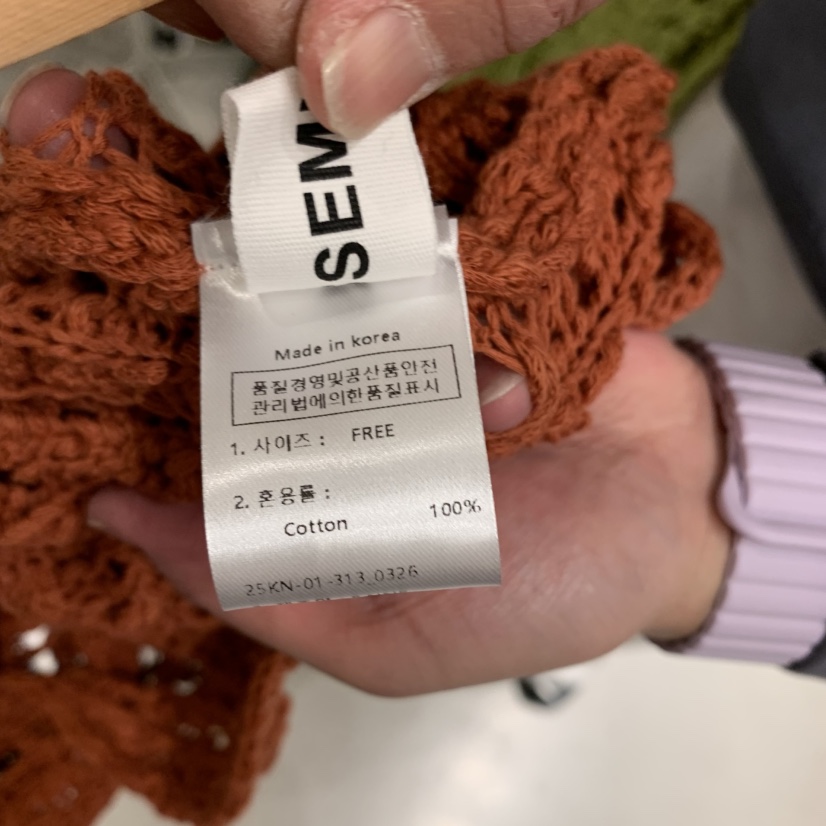 SEM
Made in korea
품질경영및공산품안전
관리법에의한품질표시
1. 사이즈 : FREE
2. 혼용률 :
Cotton 100%
25KN-01-313.0326